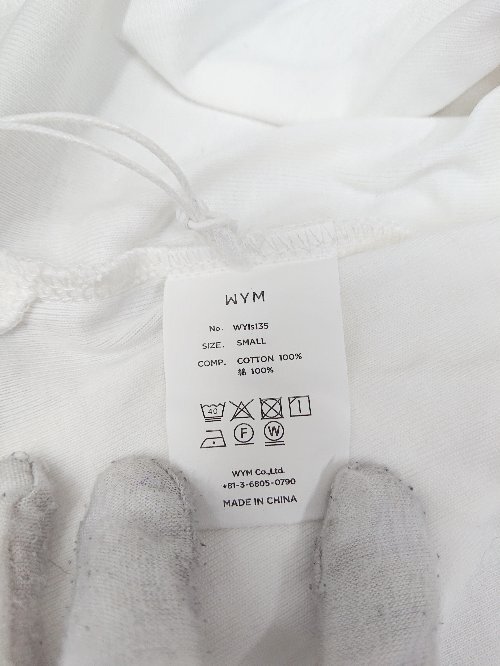 WYM
No. WY1s135
SIZE. SMALL
COMP. COTTON 100%
綿 100%
40
F W
WYM Co.,Ltd.
+81-3-6805-0790
MADE IN CHINA